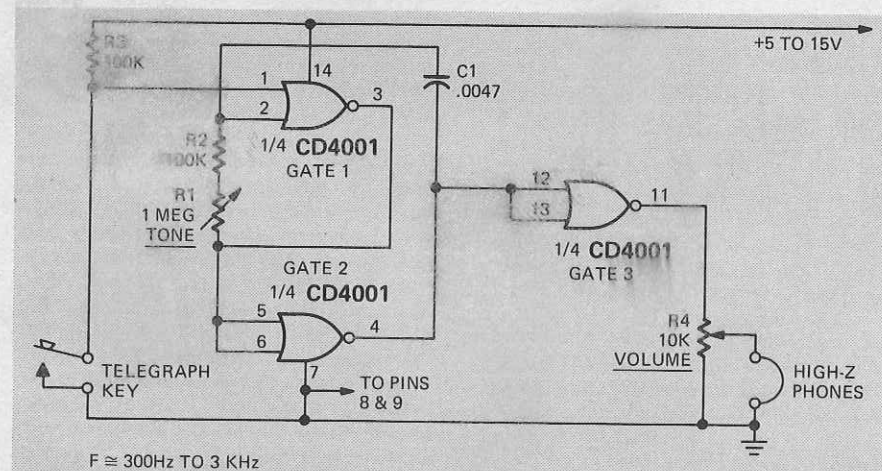 +5 TO 15V
R3
100K
14
C1
.0047
1
2
3
R2
100K
1/4 CD4001
GATE 1
R1
1 MEG
TONE
12
13
11
1/4 CD4001
GATE 3
GATE 2
1/4 CD4001
5
6
4
7
R4
10K
VOLUME
TELEGRAPH
KEY
TO PINS
8 & 9
HIGH-Z
PHONES
F ≅ 300Hz TO 3 KHz